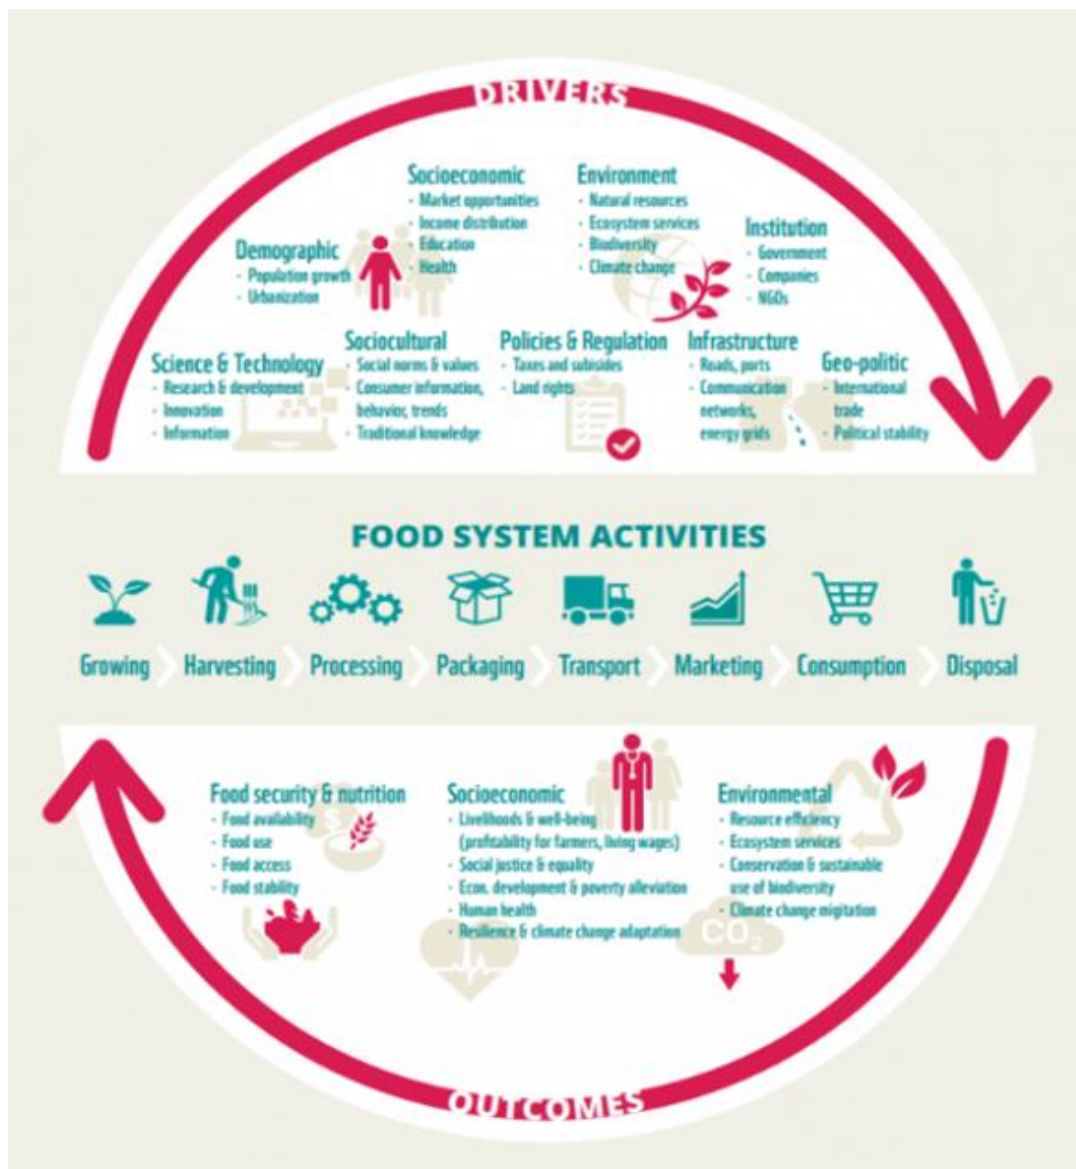 DRIVERS
Socioeconomic
- Market opportunities
- Income distribution
- Education
- Health
Environment
- Natural resources
- Ecosystem services
- Biodiversity
- Climate change
Institution
- Government
- Companies
- NGOs
Demographic
- Population growth
- Urbanization
Science & Technology
- Research & development
- Innovation
- Information
Sociocultural
- Social norms & values
- Consumer information,
behavior, trends
- Traditional knowledge
Policies & Regulation
- Taxes and subsides
- Land rights
Infrastructure
- Roads, ports
- Communication
networks,
energy grids
Geo-politic
- International
trade
- Political stability
FOOD SYSTEM ACTIVITIES
Growing Harvesting Processing Packaging Transport Marketing Consumption Disposal
Food security & nutrition
- Food availability
- Food use
- Food access
- Food stability
Socioeconomic
- Livelihoods & well-being
(profitability for farmers, living wages)
- Social justice & equality
- Econ. development & poverty alleviation
- Human health
- Resilience & climate change adaptation
Environmental
- Resource efficiency
- Ecosystem services
- Conservation & sustainable
use of biodiversity
- Climate change migitation
$
CO2
OUTCOMES